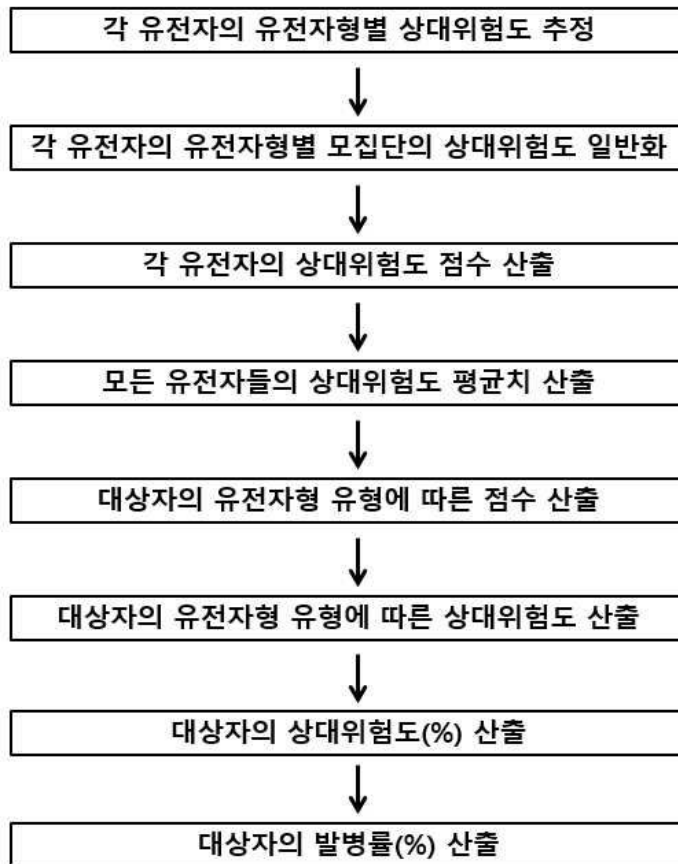 각 유전자의 유전자형별 상대위험도 추정
각 유전자의 유전자형별 모집단의 상대위험도 일반화
각 유전자의 상대위험도 점수 산출
모든 유전자들의 상대위험도 평균치 산출
대상자의 유전자형 유형에 따른 점수 산출
대상자의 유전자형 유형에 따른 상대위험도 산출
대상자의 상대위험도(%) 산출
대상자의 발병률(%) 산출